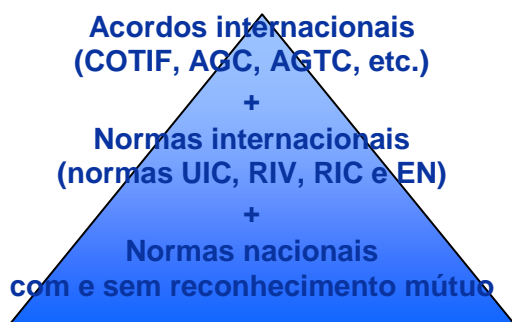 Acordos internacionais
(COTIF, AGC, AGTC, etc.)
+
Normas internacionais
(normas UIC, RIV, RIC e EN)
+
Normas nacionais
com e sem reconhecimento mútuo